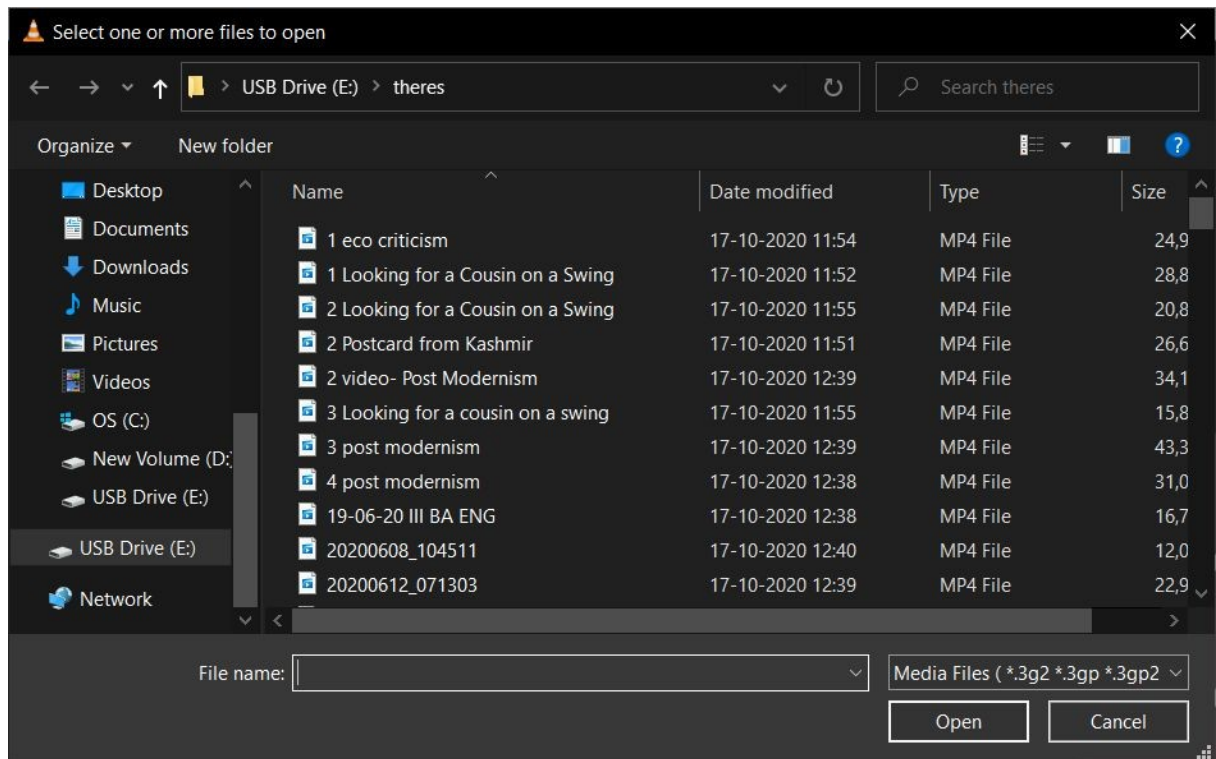 Select one or more files to open
USB Drive (E:) > theres
Search theres
Organize
New folder
Name Date modified Type Size
Desktop
Documents
Downloads
Music
Pictures
Videos
OS (C:)
New Volume (D:
USB Drive (E:)
USB Drive (E:)
Network
1 eco criticism 17-10-2020 11:54 MP4 File 24,9
1 Looking for a Cousin on a Swing 17-10-2020 11:52 MP4 File 28,8
2 Looking for a Cousin on a Swing 17-10-2020 11:55 MP4 File 20,8
2 Postcard from Kashmir 17-10-2020 11:51 MP4 File 26,6
2 video- Post Modernism 17-10-2020 12:39 MP4 File 34,1
3 Looking for a cousin on a swing 17-10-2020 11:55 MP4 File 15,8
3 post modernism 17-10-2020 12:39 MP4 File 43,3
4 post modernism 17-10-2020 12:38 MP4 File 31,0
19-06-20 III BA ENG 17-10-2020 12:38 MP4 File 16,7
20200608_104511 17-10-2020 12:40 MP4 File 12,0
20200612_071303 17-10-2020 12:39 MP4 File 22,9
File name:
Media Files ( *.3g2 *.3gp *.3gp2
Open
Cancel